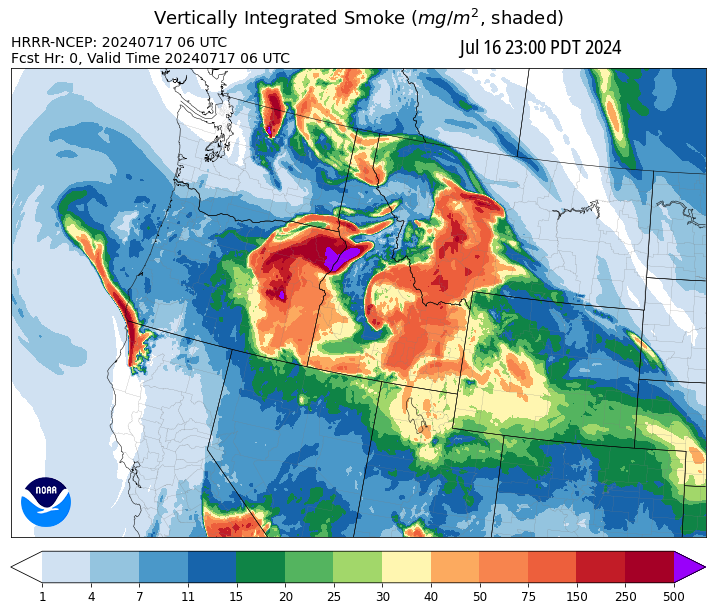 Vertically Integrated Smoke (mg/m², shaded)
HRRR-NCEP: 20240717 06 UTC
Jul 16 23:00 PDT 2024
Fcst Hr: 0, Valid Time 20240717 06 UTC
NOAA
1 4 7 11 15 20 25 30 40 50 75 150 250 500